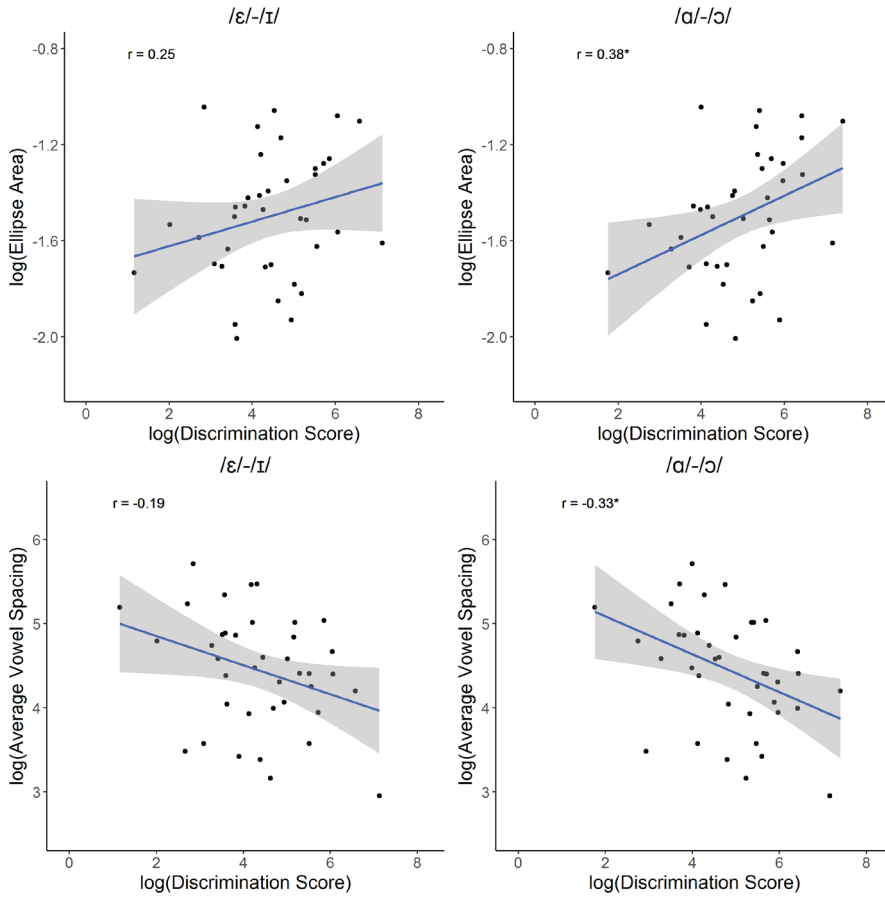 /ɛ/-/ɪ/
r = 0.25
log(Ellipse Area)
-0.8
-1.2
-1.6
-2.0
0 2 4 6 8
log(Discrimination Score)
/ɑ/-/ɔ/
r = 0.38*
log(Ellipse Area)
-0.8
-1.2
-1.6
-2.0
0 2 4 6 8
log(Discrimination Score)
/ɛ/-/ɪ/
r = -0.19
log(Average Vowel Spacing)
6
5
4
3
0 2 4 6 8
log(Discrimination Score)
/ɑ/-/ɔ/
r = -0.33*
log(Average Vowel Spacing)
6
5
4
3
0 2 4 6 8
log(Discrimination Score)